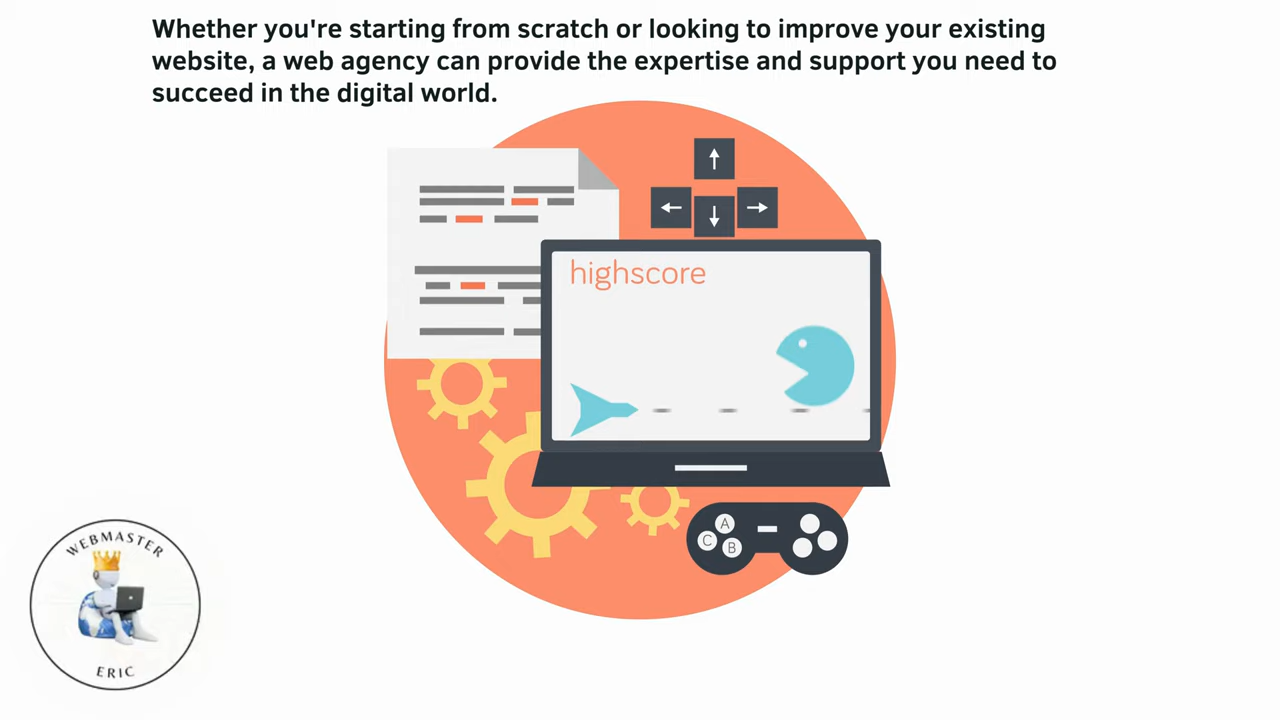 Whether you're starting from scratch or looking to improve your existing
website, a web agency can provide the expertise and support you need to
succeed in the digital world.
highscore
A
C
B
WEBMASTER
ERIC